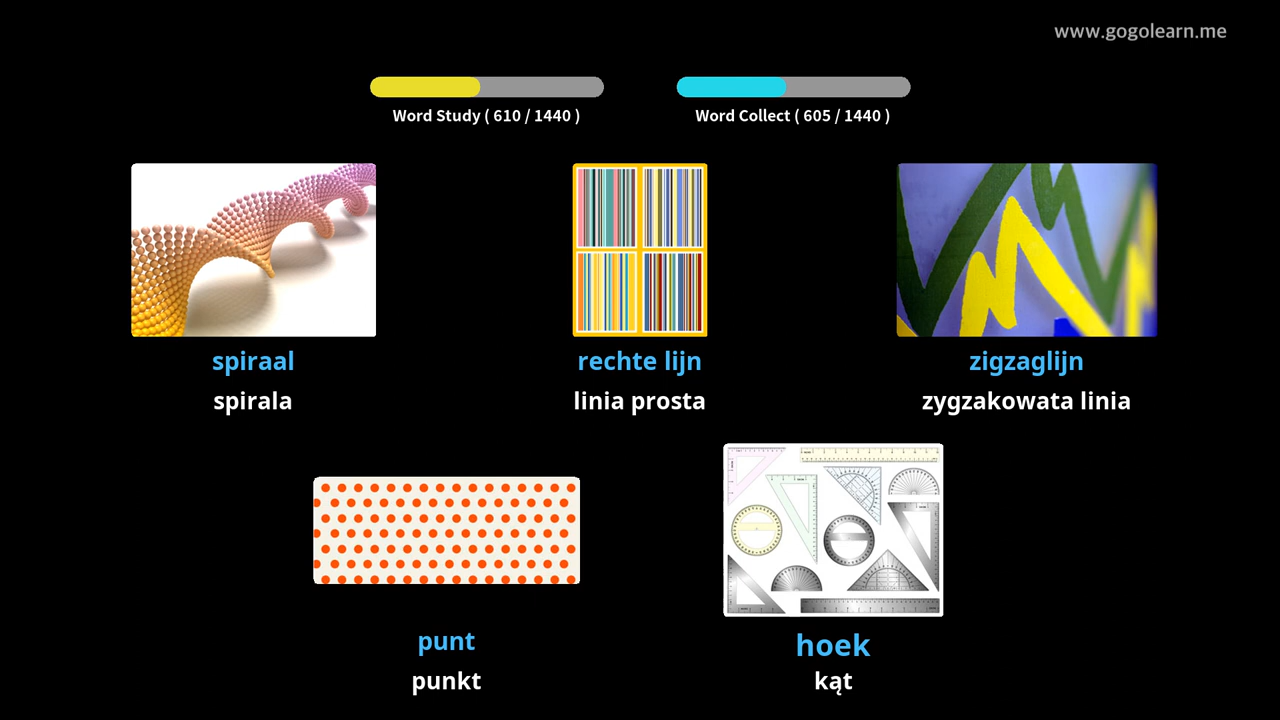 www.gogolearn.me
Word Study ( 610 / 1440 )
Word Collect ( 605 / 1440 )
spiraal
spirala
rechte lijn
linia prosta
zigzaglijn
zygzakowata linia
punt
punkt
hoek
kąt